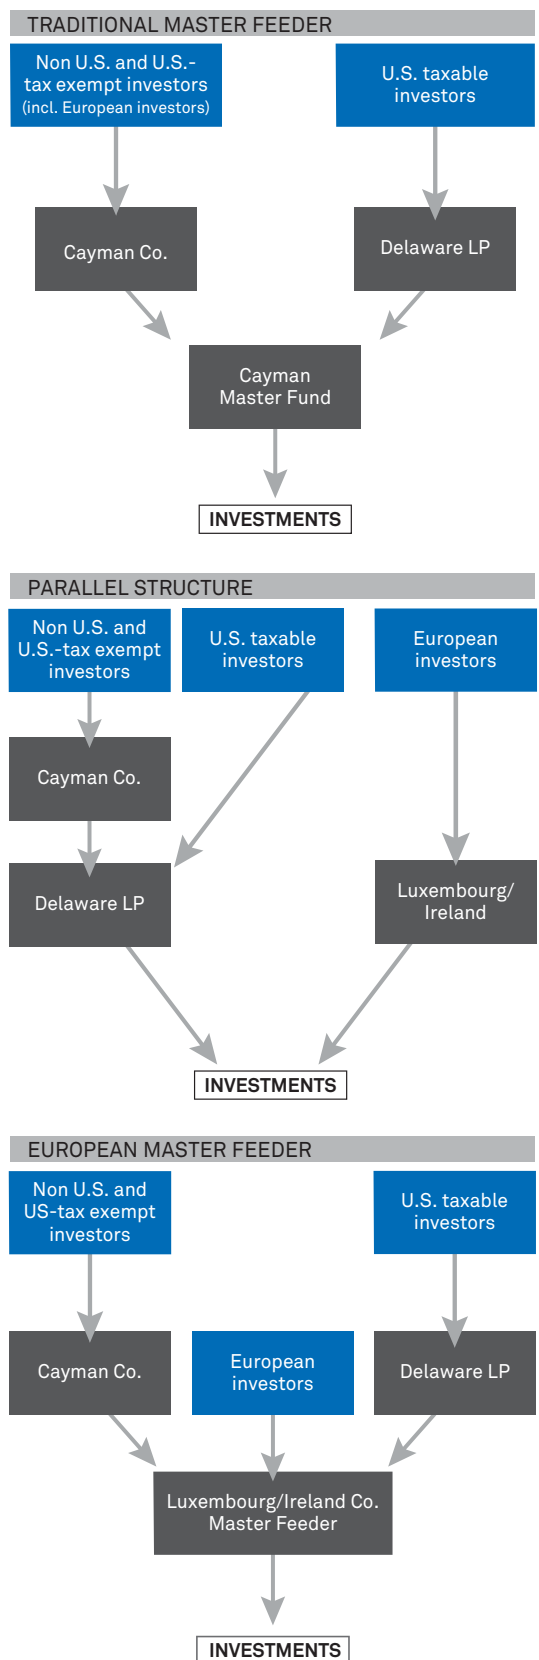 TRADITIONAL MASTER FEEDER
Non U.S. and U.S.-
tax exempt investors
(incl. European investors)
U.S. taxable
investors
Cayman Co.
Delaware LP
Cayman
Master Fund
INVESTMENTS
PARALLEL STRUCTURE
Non U.S. and
U.S.-tax exempt
investors
U.S. taxable
investors
European
investors
Cayman Co.
Delaware LP
Luxembourg/
Ireland
INVESTMENTS
EUROPEAN MASTER FEEDER
Non U.S. and
US-tax exempt
investors
U.S. taxable
investors
Cayman Co.
European
investors
Delaware LP
Luxembourg/Ireland Co.
Master Feeder
INVESTMENTS